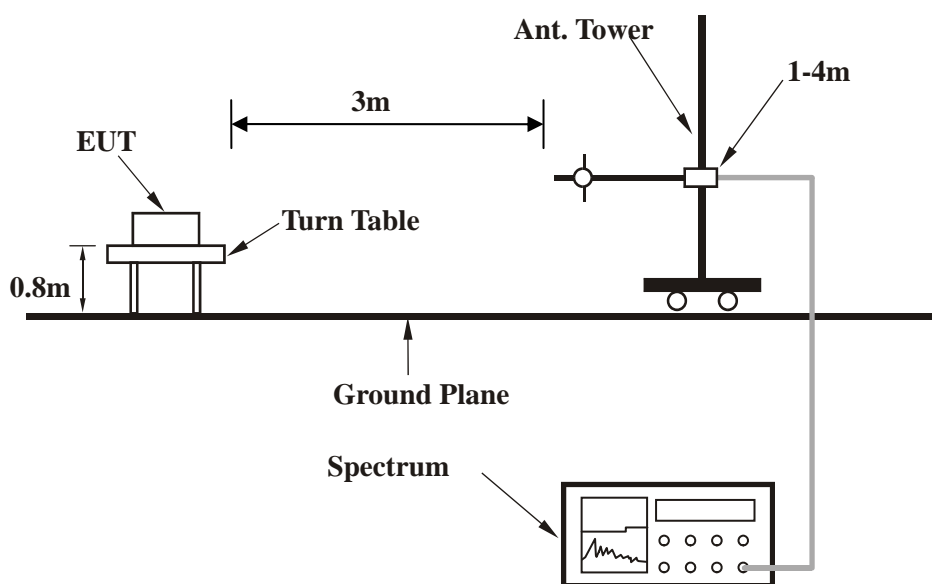 Ant. Tower
1-4m
3m
EUT
Turn Table
0.8m
Ground Plane
Spectrum